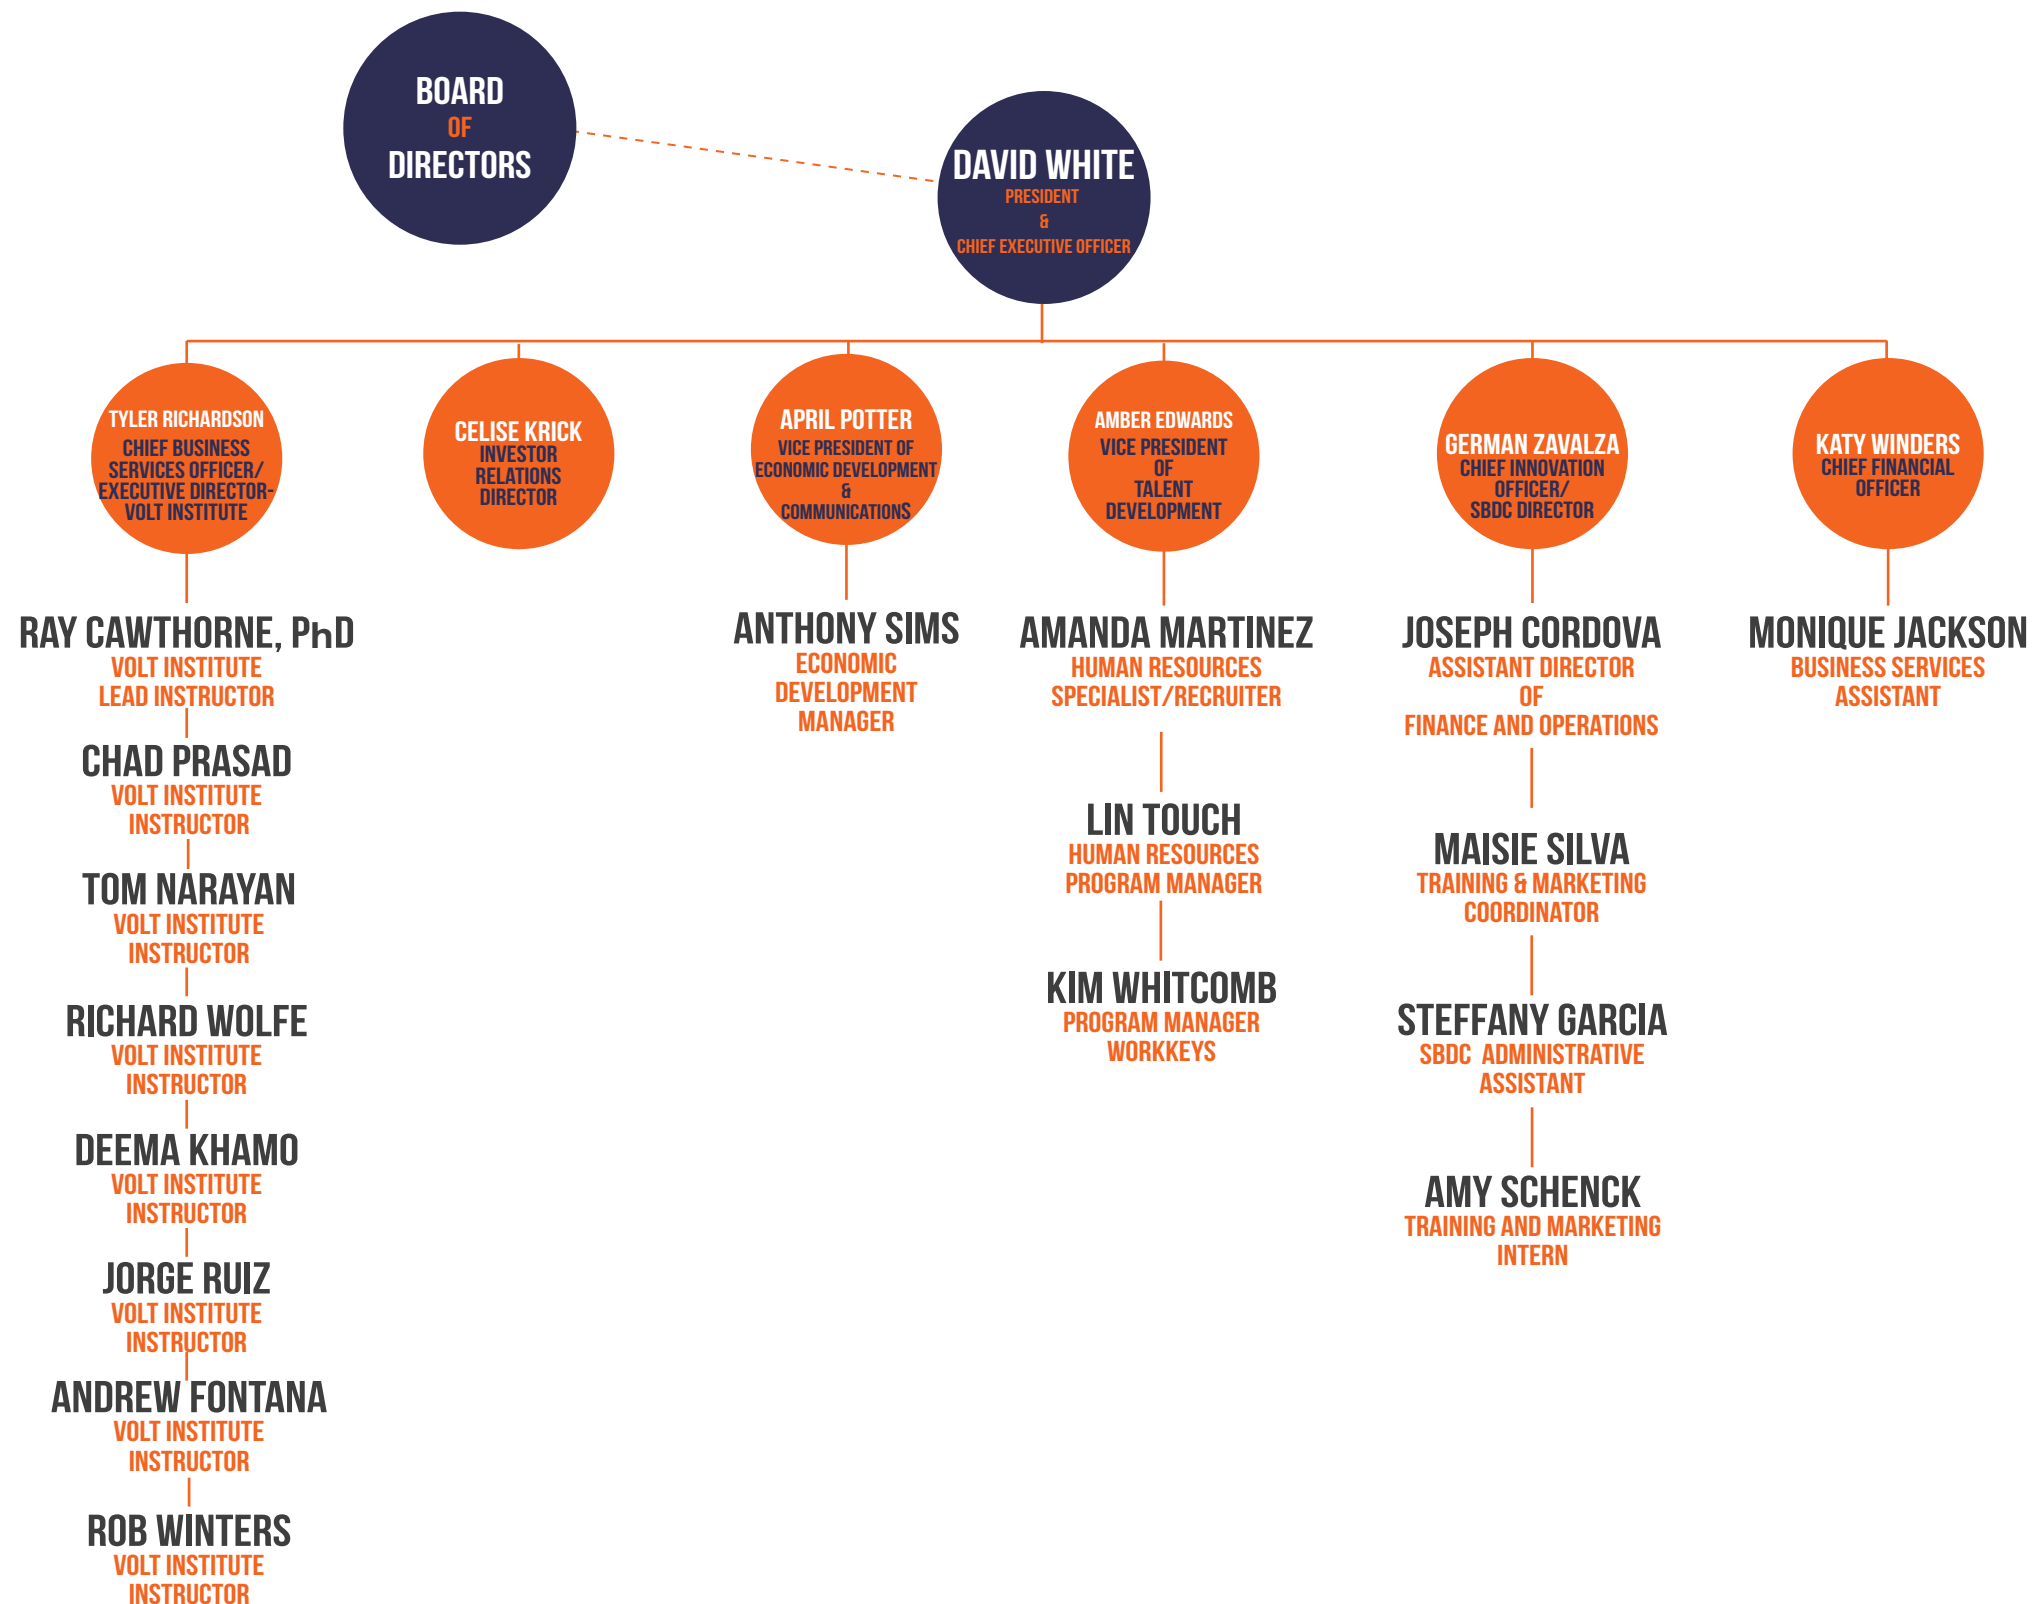 BOARD
OF
DIRECTORS
DAVID WHITE
PRESIDENT
&
CHIEF EXECUTIVE OFFICER
TYLER RICHARDSON
CHIEF BUSINESS
SERVICES OFFICER/
EXECUTIVE DIRECTOR-
VOLT INSTITUTE
CELISE KRICK
INVESTOR
RELATIONS
DIRECTOR
APRIL POTTER
VICE PRESIDENT OF
ECONOMIC DEVELOPMENT
&
COMMUNICATIONS
AMBER EDWARDS
VICE PRESIDENT
OF
TALENT
DEVELOPMENT
GERMAN ZAVALZA
CHIEF INNOVATION
OFFICER/
SBDC DIRECTOR
KATY WINDERS
CHIEF FINANCIAL
OFFICER
RAY CAWTHORNE, PhD
VOLT INSTITUTE
LEAD INSTRUCTOR
CHAD PRASAD
VOLT INSTITUTE
INSTRUCTOR
TOM NARAYAN
VOLT INSTITUTE
INSTRUCTOR
RICHARD WOLFE
VOLT INSTITUTE
INSTRUCTOR
DEEMA KHAMO
VOLT INSTITUTE
INSTRUCTOR
JORGE RUIZ
VOLT INSTITUTE
INSTRUCTOR
ANDREW FONTANA
VOLT INSTITUTE
INSTRUCTOR
ROB WINTERS
VOLT INSTITUTE
INSTRUCTOR
ANTHONY SIMS
ECONOMIC
DEVELOPMENT
MANAGER
AMANDA MARTINEZ
HUMAN RESOURCES
SPECIALIST/RECRUITER
LIN TOUCH
HUMAN RESOURCES
PROGRAM MANAGER
KIM WHITCOMB
PROGRAM MANAGER
WORKKEYS
JOSEPH CORDOVA
ASSISTANT DIRECTOR
OF
FINANCE AND OPERATIONS
MAISIE SILVA
TRAINING & MARKETING
COORDINATOR
STEFFANY GARCIA
SBDC ADMINISTRATIVE
ASSISTANT
AMY SCHENCK
TRAINING AND MARKETING
INTERN
MONIQUE JACKSON
BUSINESS SERVICES
ASSISTANT